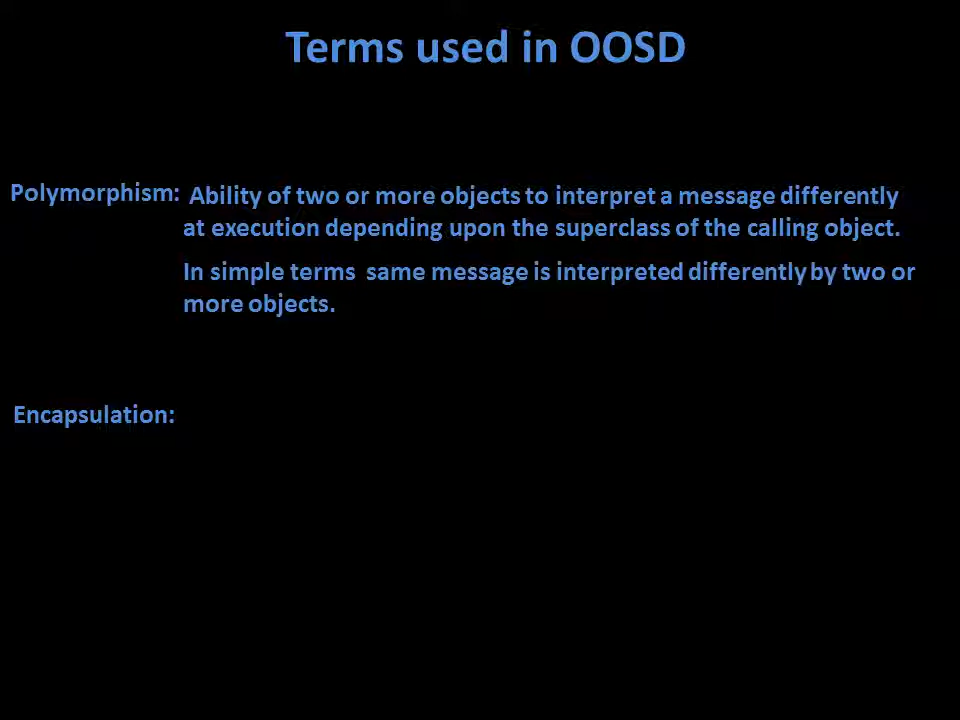 Terms used in OOSD
Polymorphism: Ability of two or more objects to interpret a message differently
at execution depending upon the superclass of the calling object.
In simple terms same message is interpreted differently by two or
more objects.
Encapsulation: